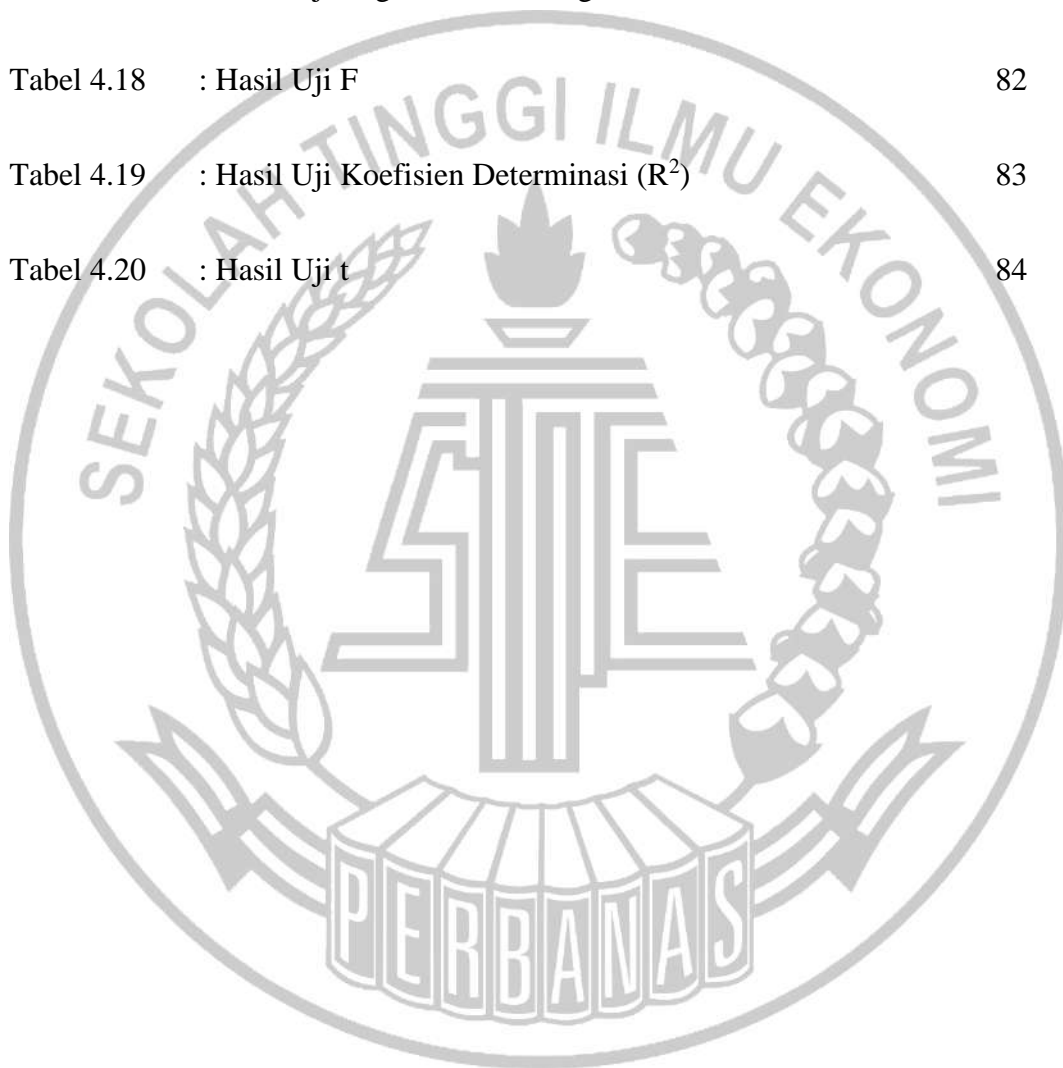 Tabel 4.18 : Hasil Uji F 82
Tabel 4.19 : Hasil Uji Koefisien Determinasi (R²) 83
Tabel 4.20 : Hasil Uji t 84
SEKOLAH TINGGI ILMU EKONOMI
STIE
PERBANAS